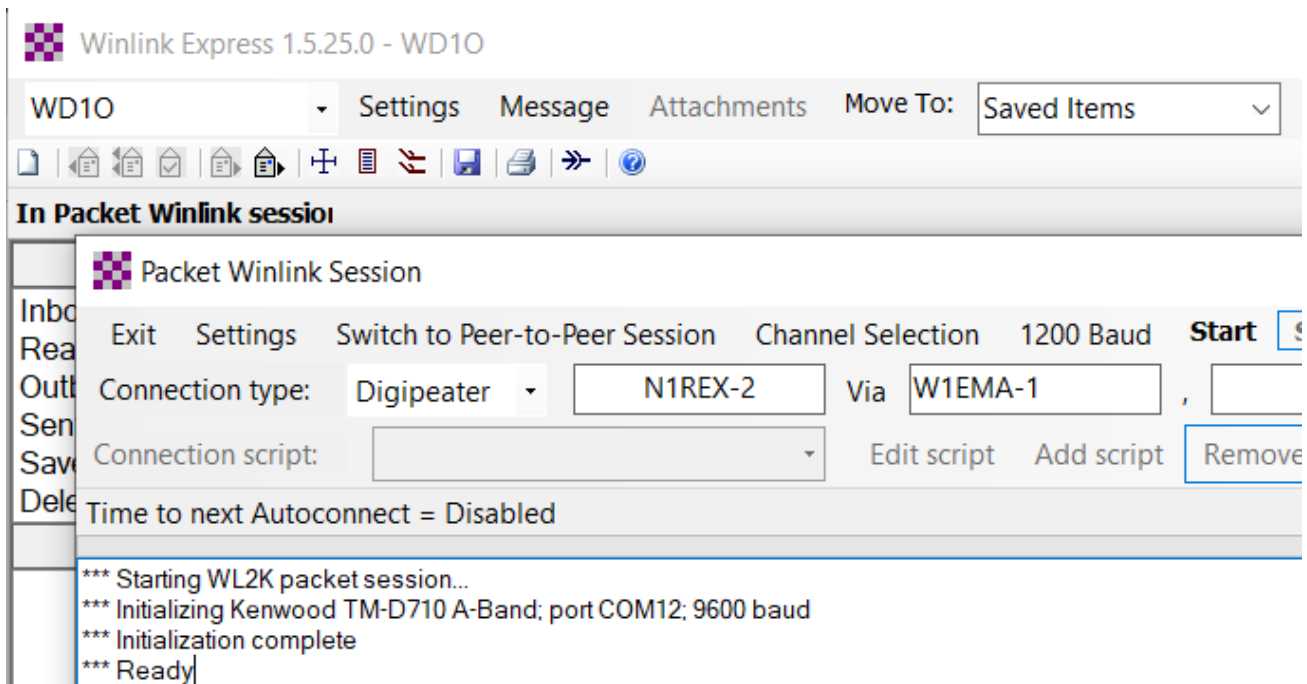 Winlink Express 1.5.25.0 - WD1O
WD1O Settings Message Attachments Move To: Saved Items
In Packet Winlink session
Packet Winlink Session
Inbo
Exit Settings Switch to Peer-to-Peer Session Channel Selection 1200 Baud Start S
Rea
Connection type: Digipeater N1REX-2 Via W1EMA-1 ,
Outb
Sen
Connection script: Edit script Add script Remove
Save
Dele
Time to next Autoconnect = Disabled
*** Starting WL2K packet session...
*** Initializing Kenwood TM-D710 A-Band; port COM12; 9600 baud
*** Initialization complete
*** Ready